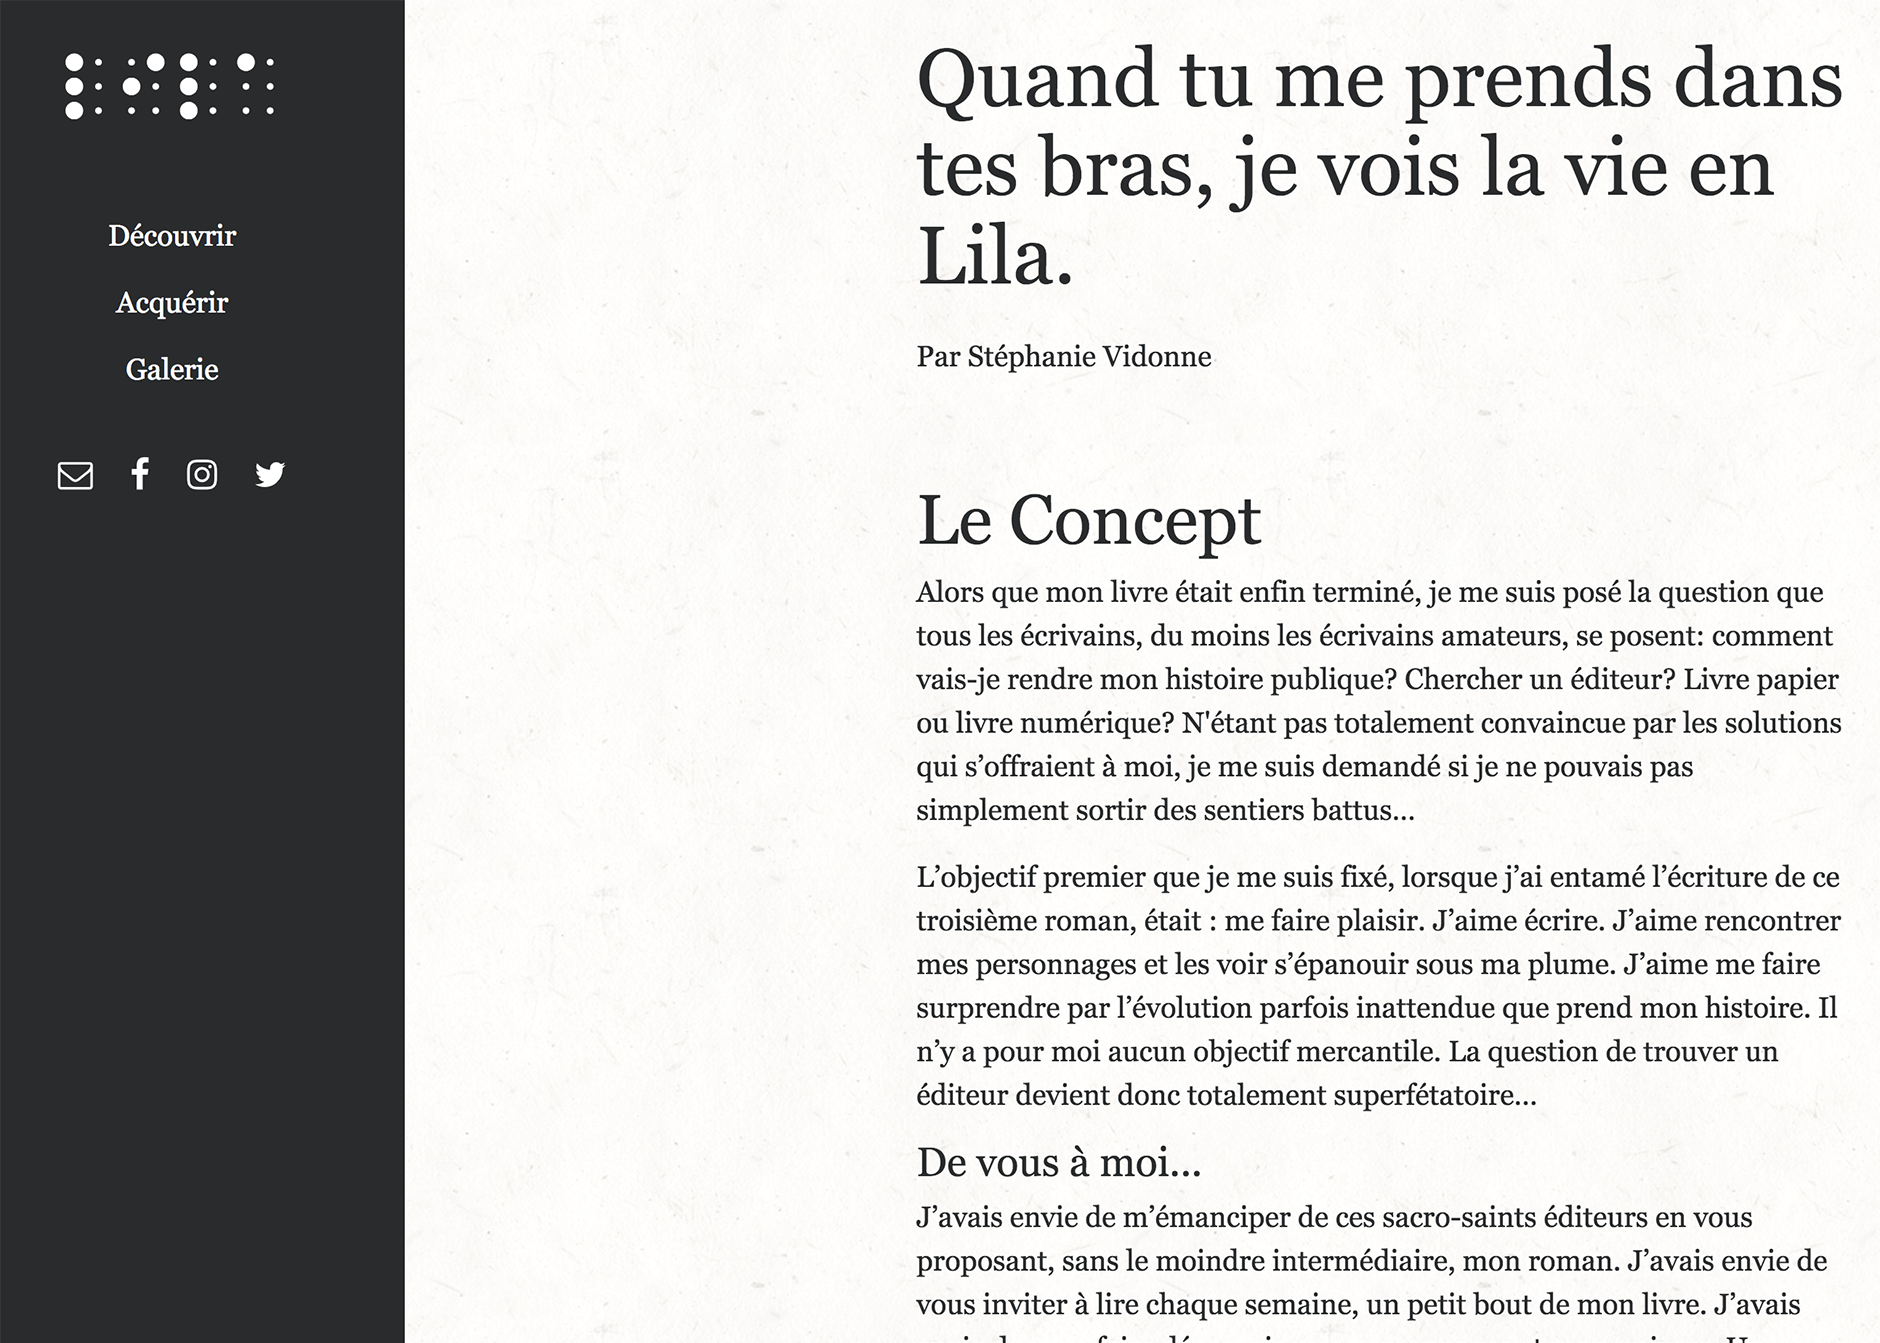 ⠇⠊⠇⠁
Découvrir
Acquérir
Galerie
Quand tu me prends dans
tes bras, je vois la vie en
Lila.
Par Stéphanie Vidonne
Le Concept
Alors que mon livre était enfin terminé, je me suis posé la question que
tous les écrivains, du moins les écrivains amateurs, se posent: comment
vais-je rendre mon histoire publique? Chercher un éditeur? Livre papier
ou livre numérique? N'étant pas totalement convaincue par les solutions
qui s’offraient à moi, je me suis demandé si je ne pouvais pas
simplement sortir des sentiers battus...
L’objectif premier que je me suis fixé, lorsque j’ai entamé l’écriture de ce
troisième roman, était : me faire plaisir. J’aime écrire. J’aime rencontrer
mes personnages et les voir s’épanouir sous ma plume. J’aime me faire
surprendre par l’évolution parfois inattendue que prend mon histoire. Il
n’y a pour moi aucun objectif mercantile. La question de trouver un
éditeur devient donc totalement superfétatoire...
De vous à moi...
J’avais envie de m’émanciper de ces sacro-saints éditeurs en vous
proposant, sans le moindre intermédiaire, mon roman. J’avais envie de
vous inviter à lire chaque semaine, un petit bout de mon livre. J’avais